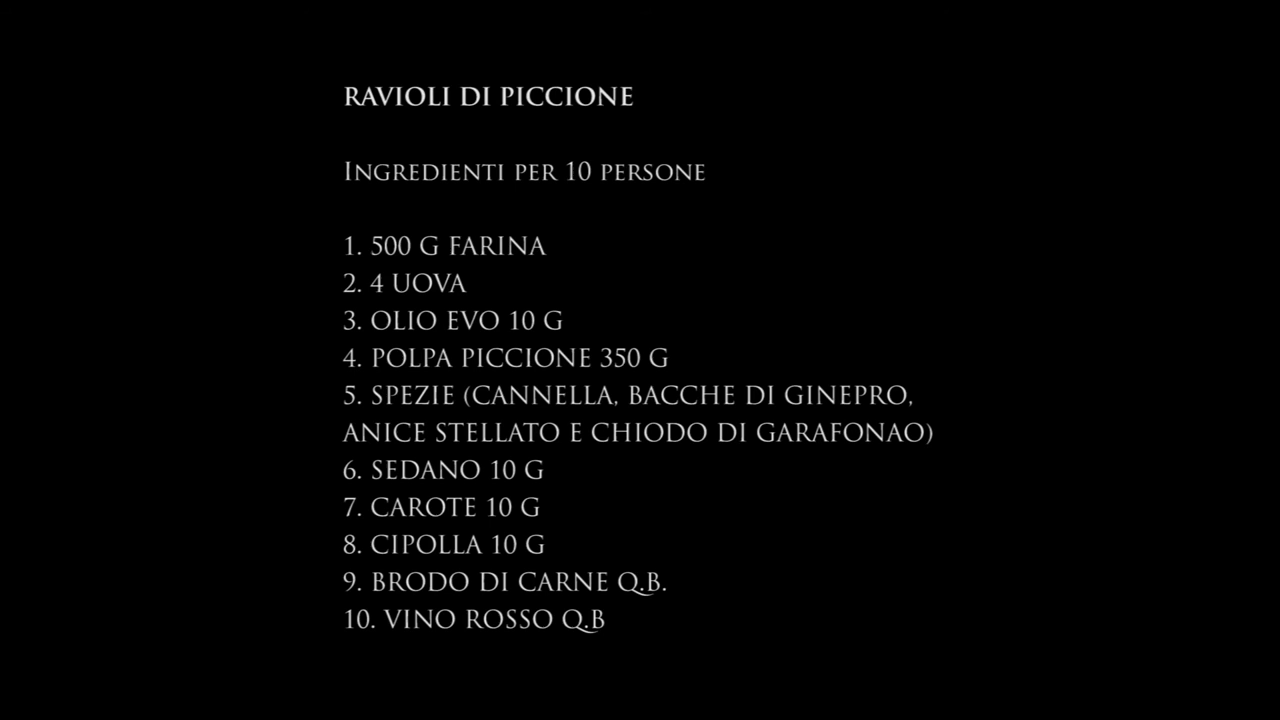 RAVIOLI DI PICCIONE
INGREDIENTI PER 10 PERSONE
1. 500 G FARINA
2. 4 UOVA
3. OLIO EVO 10 G
4. POLPA PICCIONE 350 G
5. SPEZIE (CANNELLA, BACCHE DI GINEPRO,
ANICE STELLATO E CHIODO DI GARAFONAO)
6. SEDANO 10 G
7. CAROTE 10 G
8. CIPOLLA 10 G
9. BRODO DI CARNE Q.B.
10. VINO ROSSO Q.B